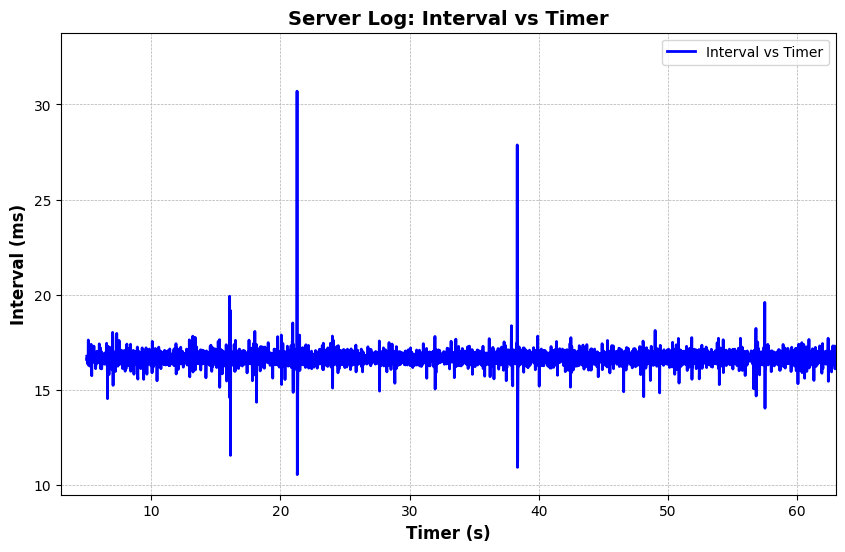 Server Log: Interval vs Timer
Interval vs Timer
Interval (ms)
30
25
20
15
10
10 20 30 40 50 60
Timer (s)